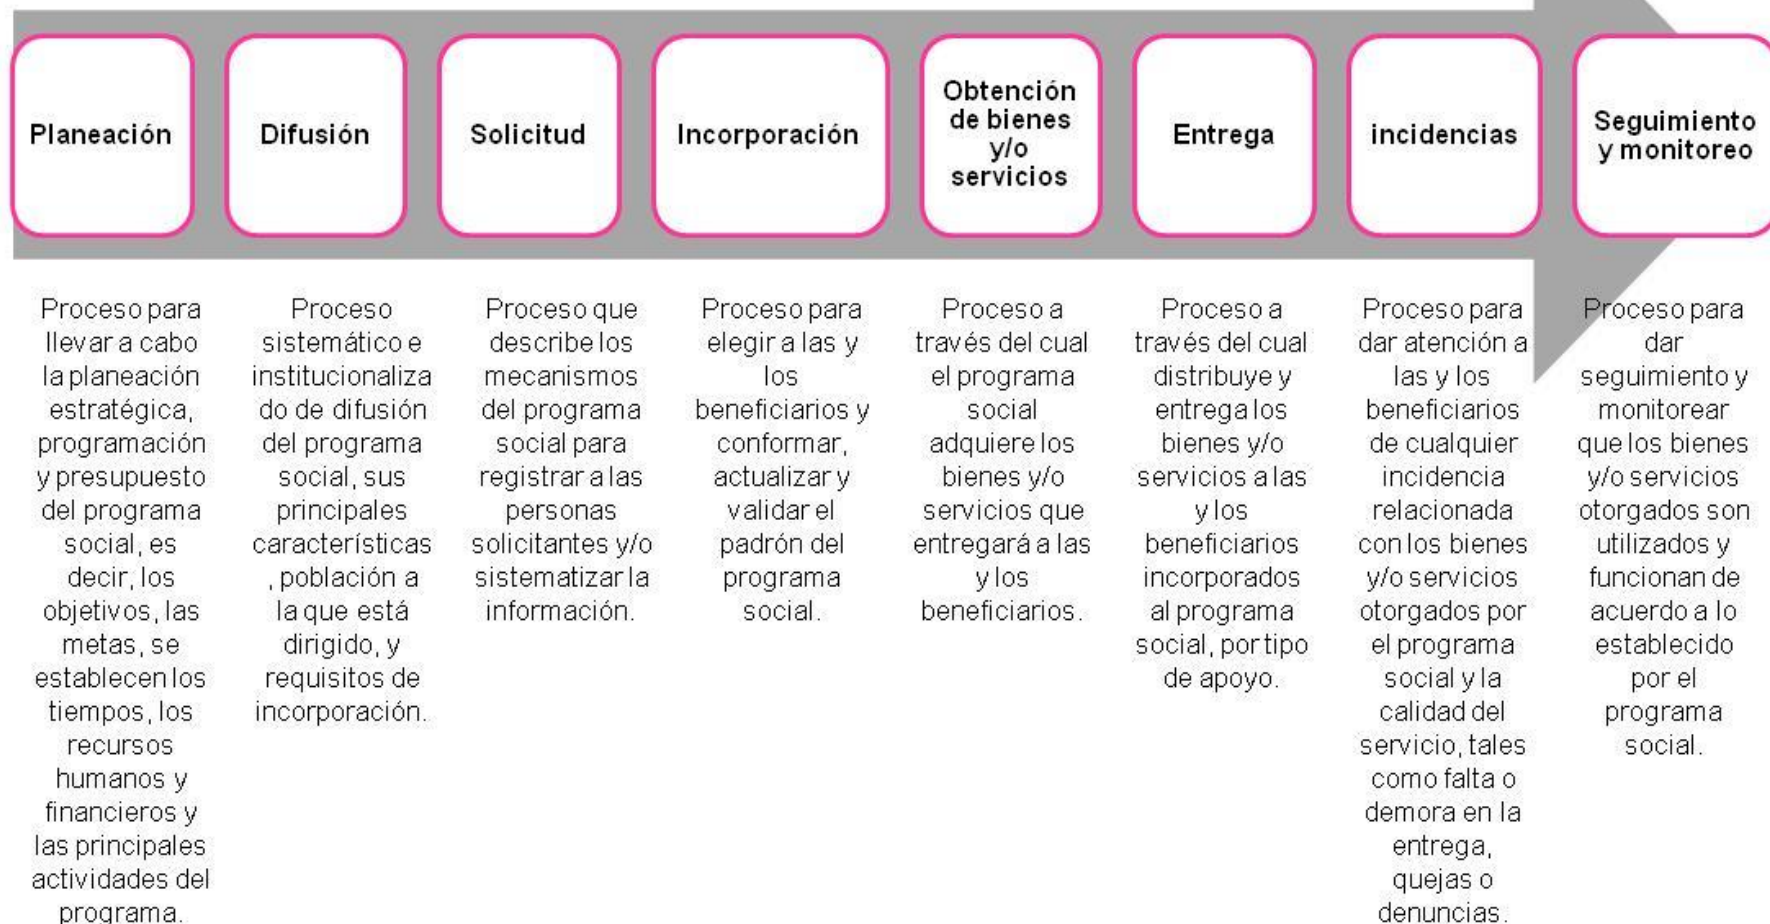 Planeación
Difusión
Solicitud
Incorporación
Obtención
de bienes
y/o
servicios
Entrega
incidencias
Seguimiento
y monitoreo
Proceso para
llevar a cabo
la planeación
estratégica,
programación
y presupuesto
del programa
social, es
decir, los
objetivos, las
metas, se
establecen los
tiempos, los
recursos
humanos y
financieros y
las principales
actividades del
programa.
Proceso
sistemático e
institucionaliza
do de difusión
del programa
social, sus
principales
características
, población a
la que está
dirigido, y
requisitos de
incorporación.
Proceso que
describe los
mecanismos
del programa
social para
registrar a las
personas
solicitantes y/o
sistematizar la
información.
Proceso para
elegir a las y
los
beneficiarios y
conformar,
actualizar y
validar el
padrón del
programa
social.
Proceso a
través del cual
el programa
social
adquiere los
bienes y/o
servicios que
entregará a las
y los
beneficiarios.
Proceso a
través del cual
distribuye y
entrega los
bienes y/o
servicios a las
y los
beneficiarios
incorporados
al programa
social, por tipo
de apoyo.
Proceso para
dar atención a
las y los
beneficiarios
de cualquier
incidencia
relacionada
con los bienes
y/o servicios
otorgados por
el programa
social y la
calidad del
servicio, tales
como falta o
demora en la
entrega,
quejas o
denuncias.
Proceso para
dar
seguimiento y
monitorear
que los bienes
y/o servicios
otorgados son
utilizados y
funcionan de
acuerdo a lo
establecido
por el
programa
social.